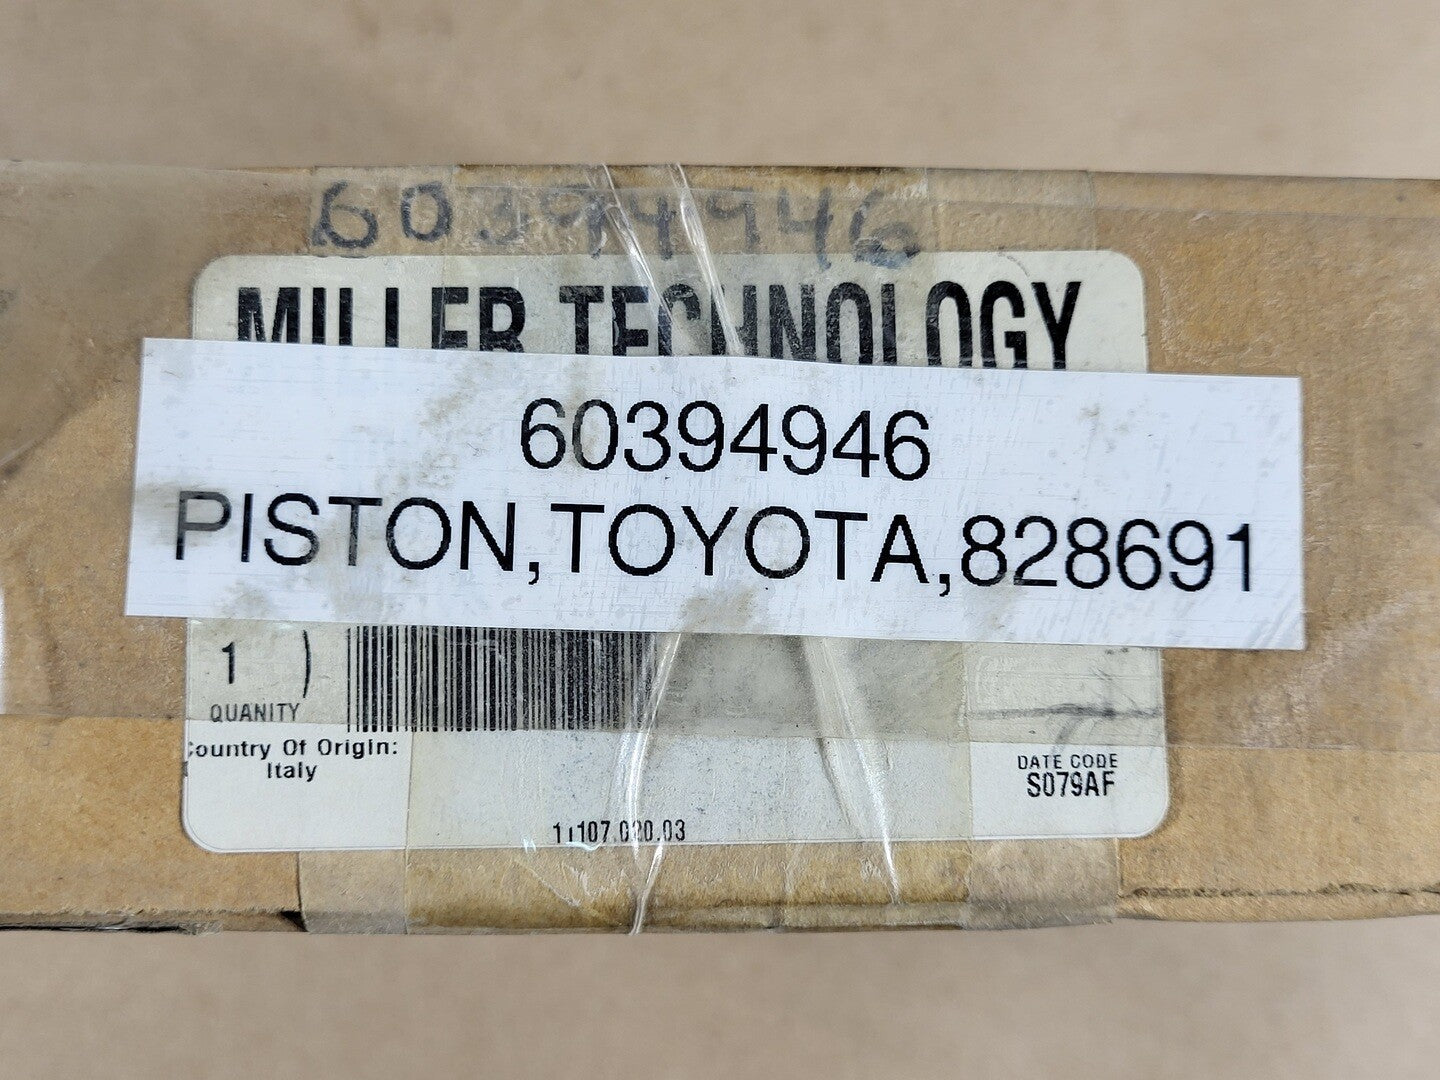 60394946
MILLER TECHNOLOGY
60394946
PISTON,TOYOTA,828691
1 )
QUANITY
Country Of Origin:
Italy
DATE CODE
S079AF
11107.020.03